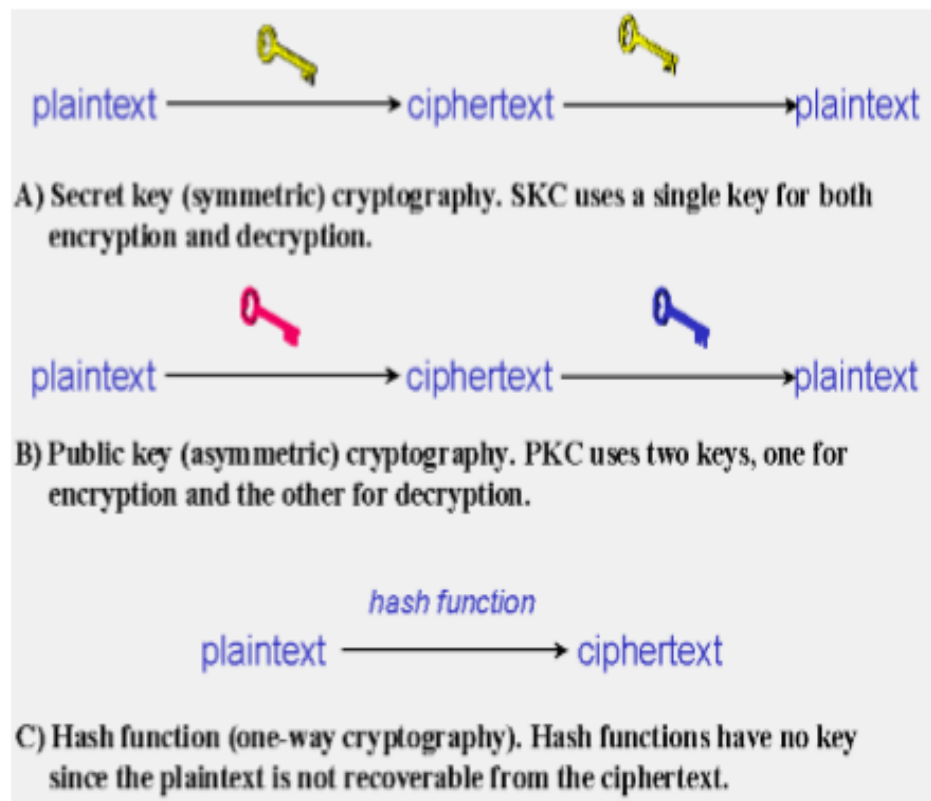 plaintext ciphertext plaintext
A) Secret key (symmetric) cryptography. SKC uses a single key for both
encryption and decryption.
plaintext ciphertext plaintext
B) Public key (asymmetric) cryptography. PKC uses two keys, one for
encryption and the other for decryption.
hash function
plaintext ciphertext
C) Hash function (one-way cryptography). Hash functions have no key
since the plaintext is not recoverable from the ciphertext.